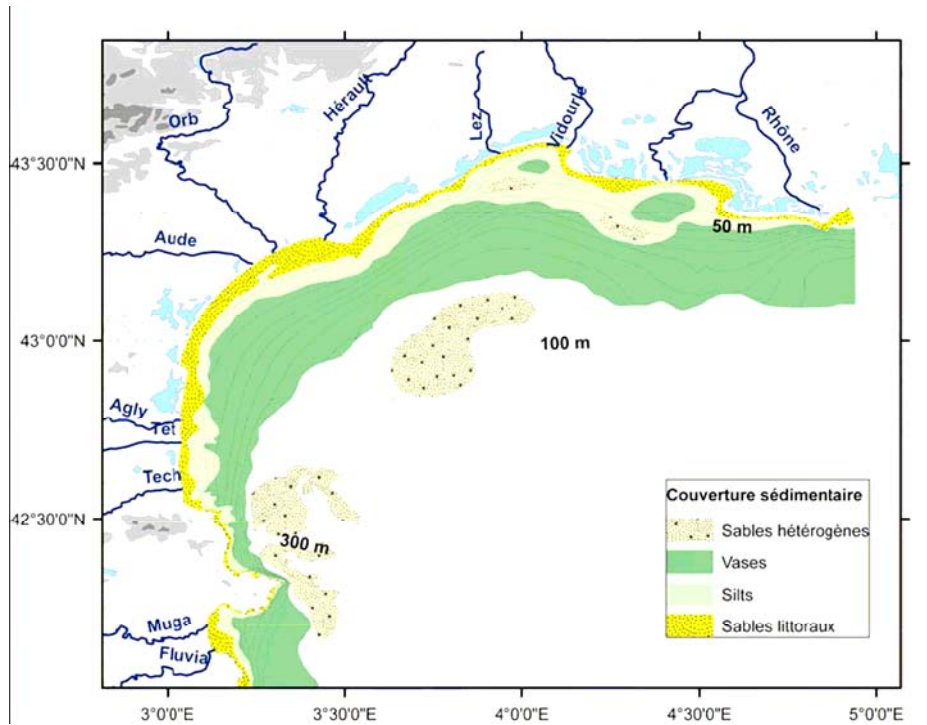 Orb
Hérault
Lez
Vidourle
Rhône
43°30'0"N
50 m
Aude
43°0'0"N
100 m
Agly
Tet
Tech
42°30'0"N
300 m
Couverture sédimentaire
Sables hétérogènes
Vases
Silts
Sables littoraux
Muga
Fluvia
3°0'0"E
3°30'0"E
4°0'0"E
4°30'0"E
5°0'0"E